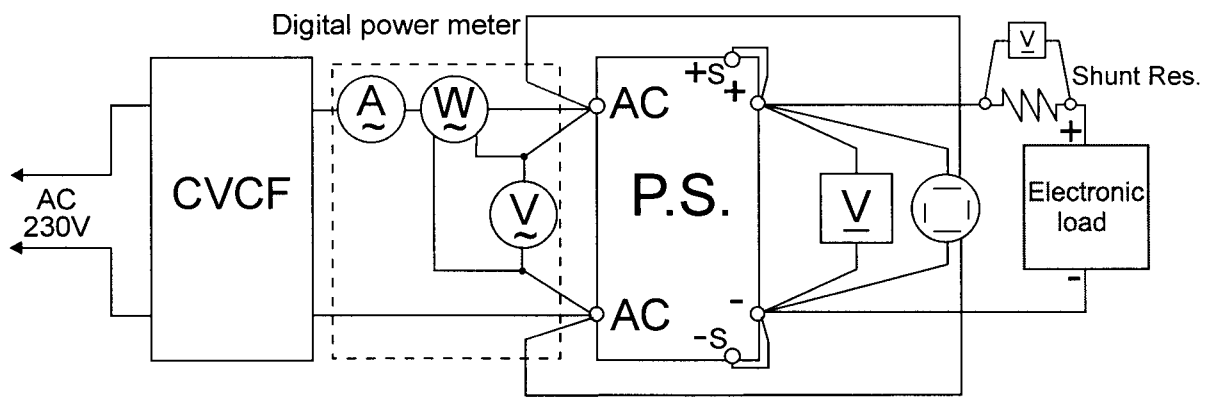 Digital power meter
CVCF
AC
230V
A
~
W
~
V
~
AC
AC
P.S.
+S
+
-
-S
V
V
Shunt Res.
+
Electronic
load
-